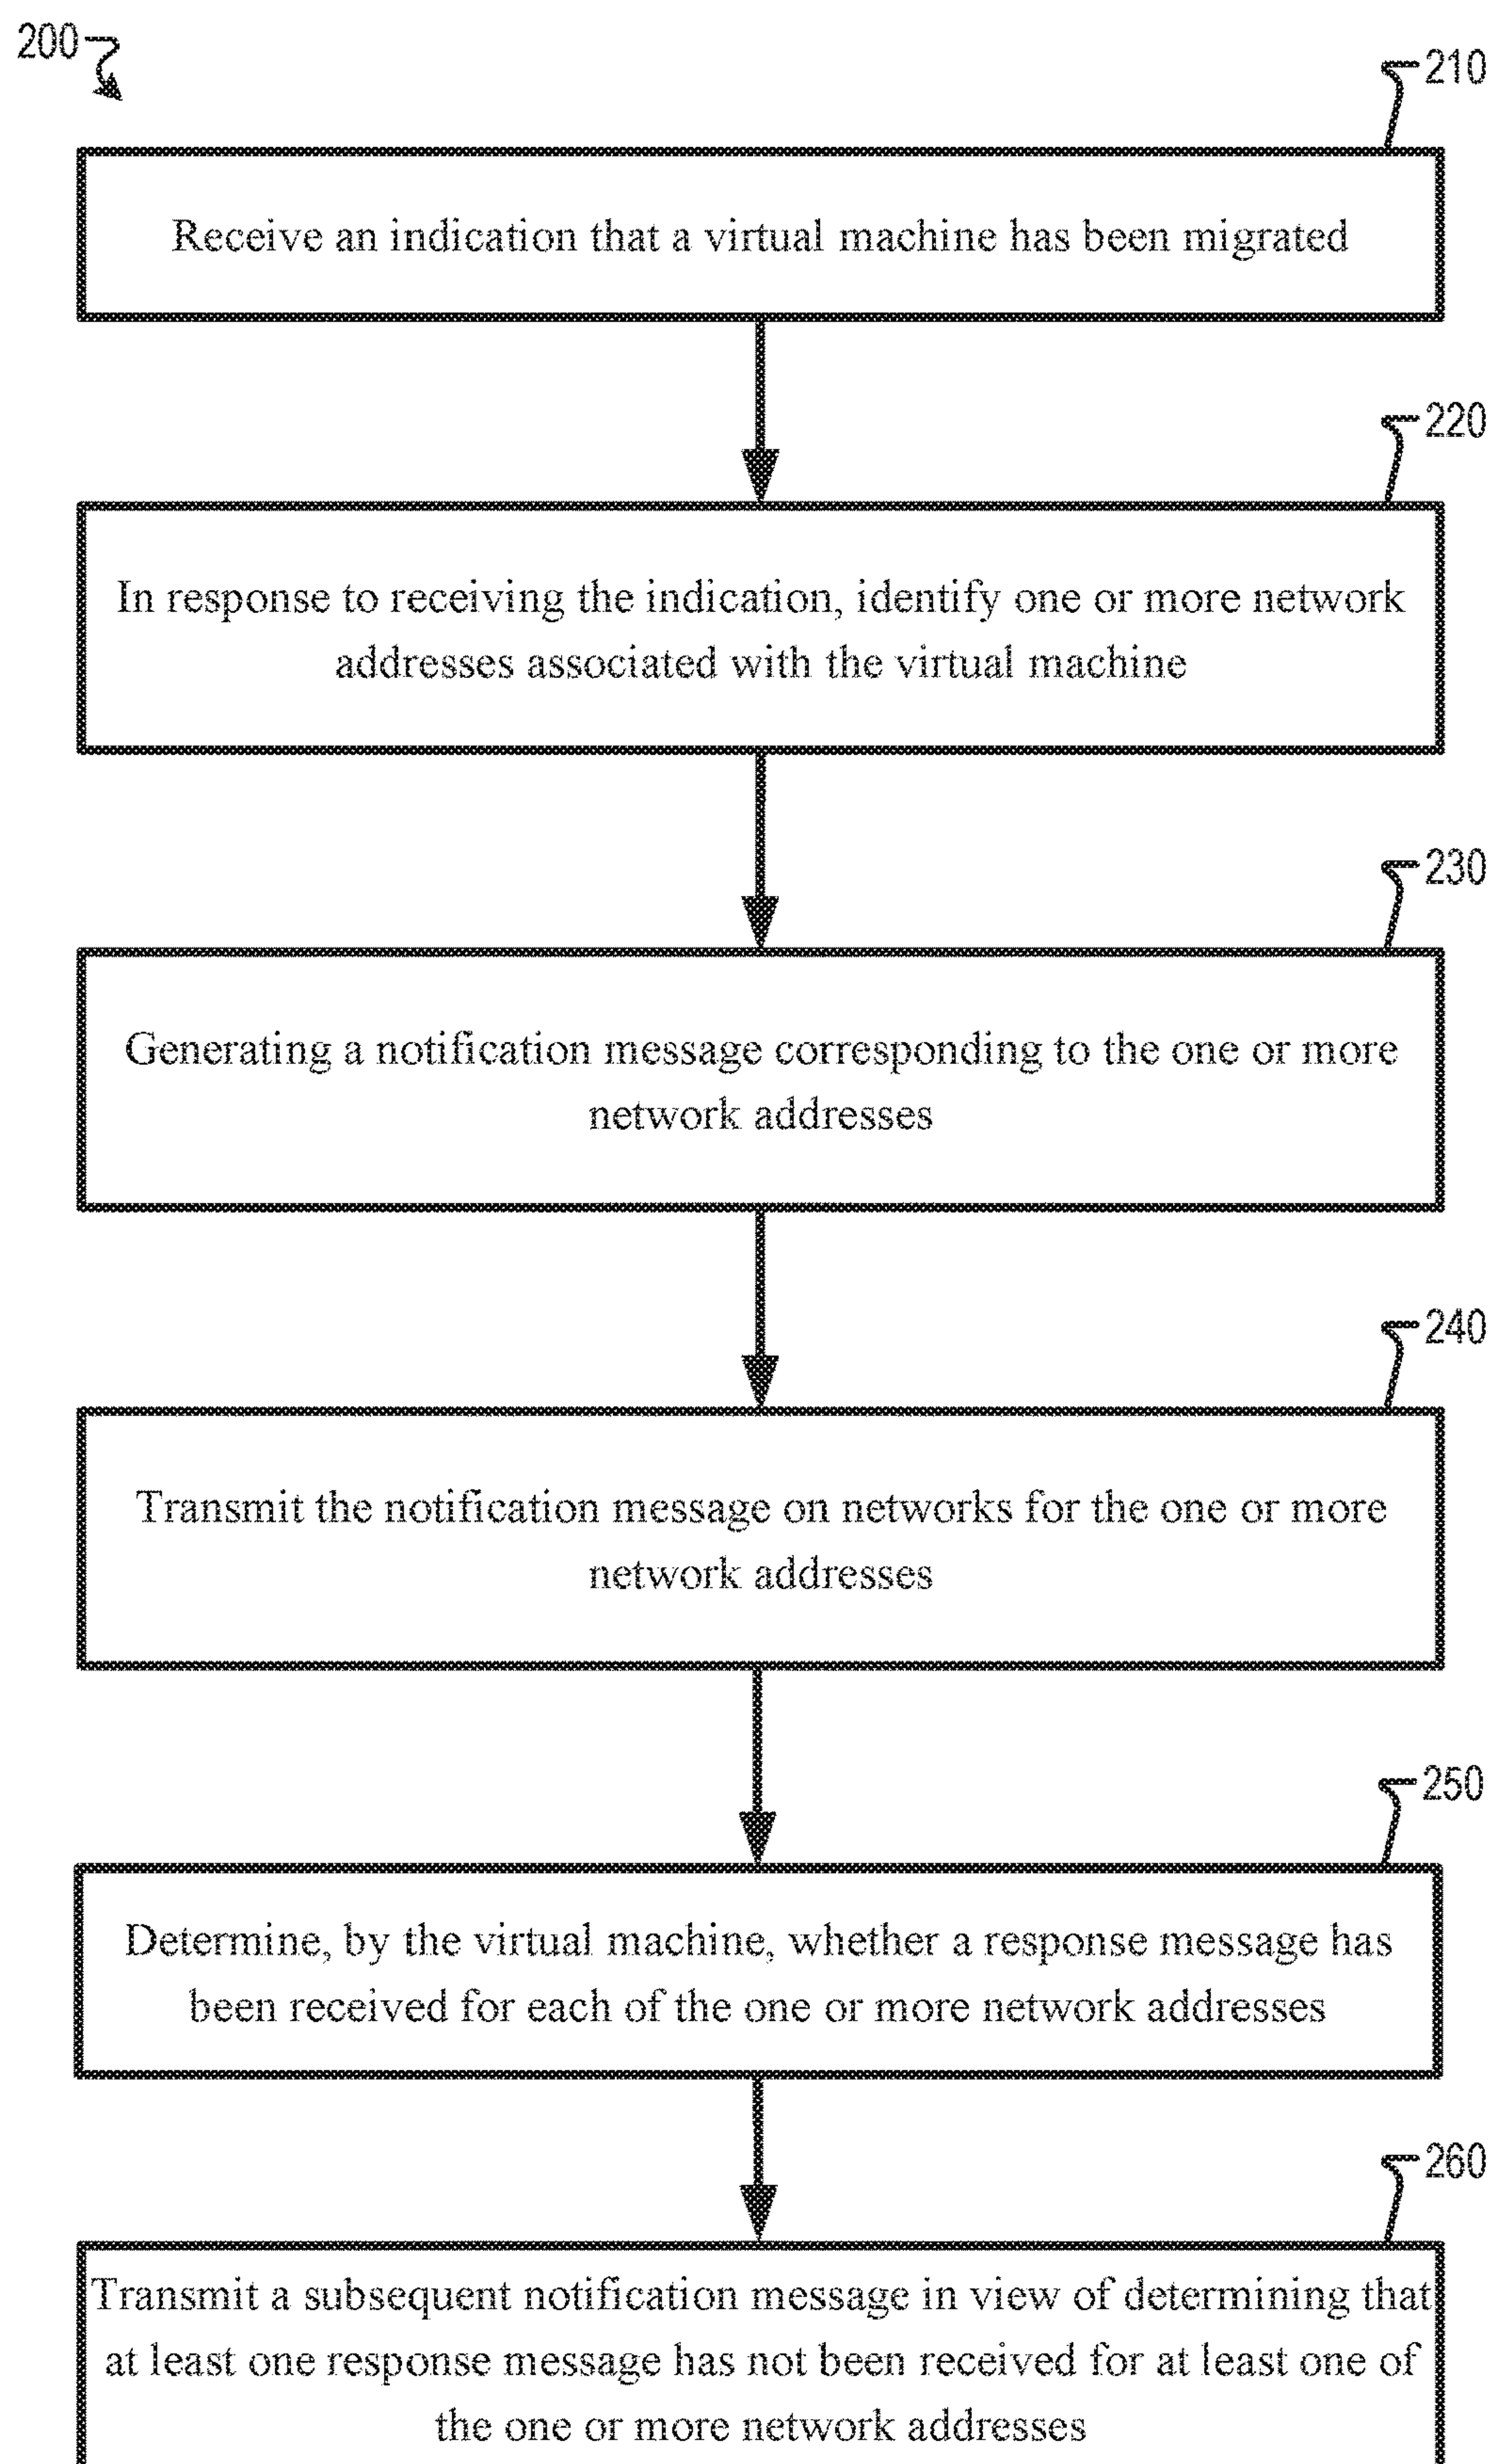 200
210
Receive an indication that a virtual machine has been migrated
220
In response to receiving the indication, identify one or more network
addresses associated with the virtual machine
230
Generating a notification message corresponding to the one or more
network addresses
240
Transmit the notification message on networks for the one or more
network addresses
250
Determine, by the virtual machine, whether a response message has
been received for each of the one or more network addresses
260
Transmit a subsequent notification message in view of determining that
at least one response message has not been received for at least one of
the one or more network addresses